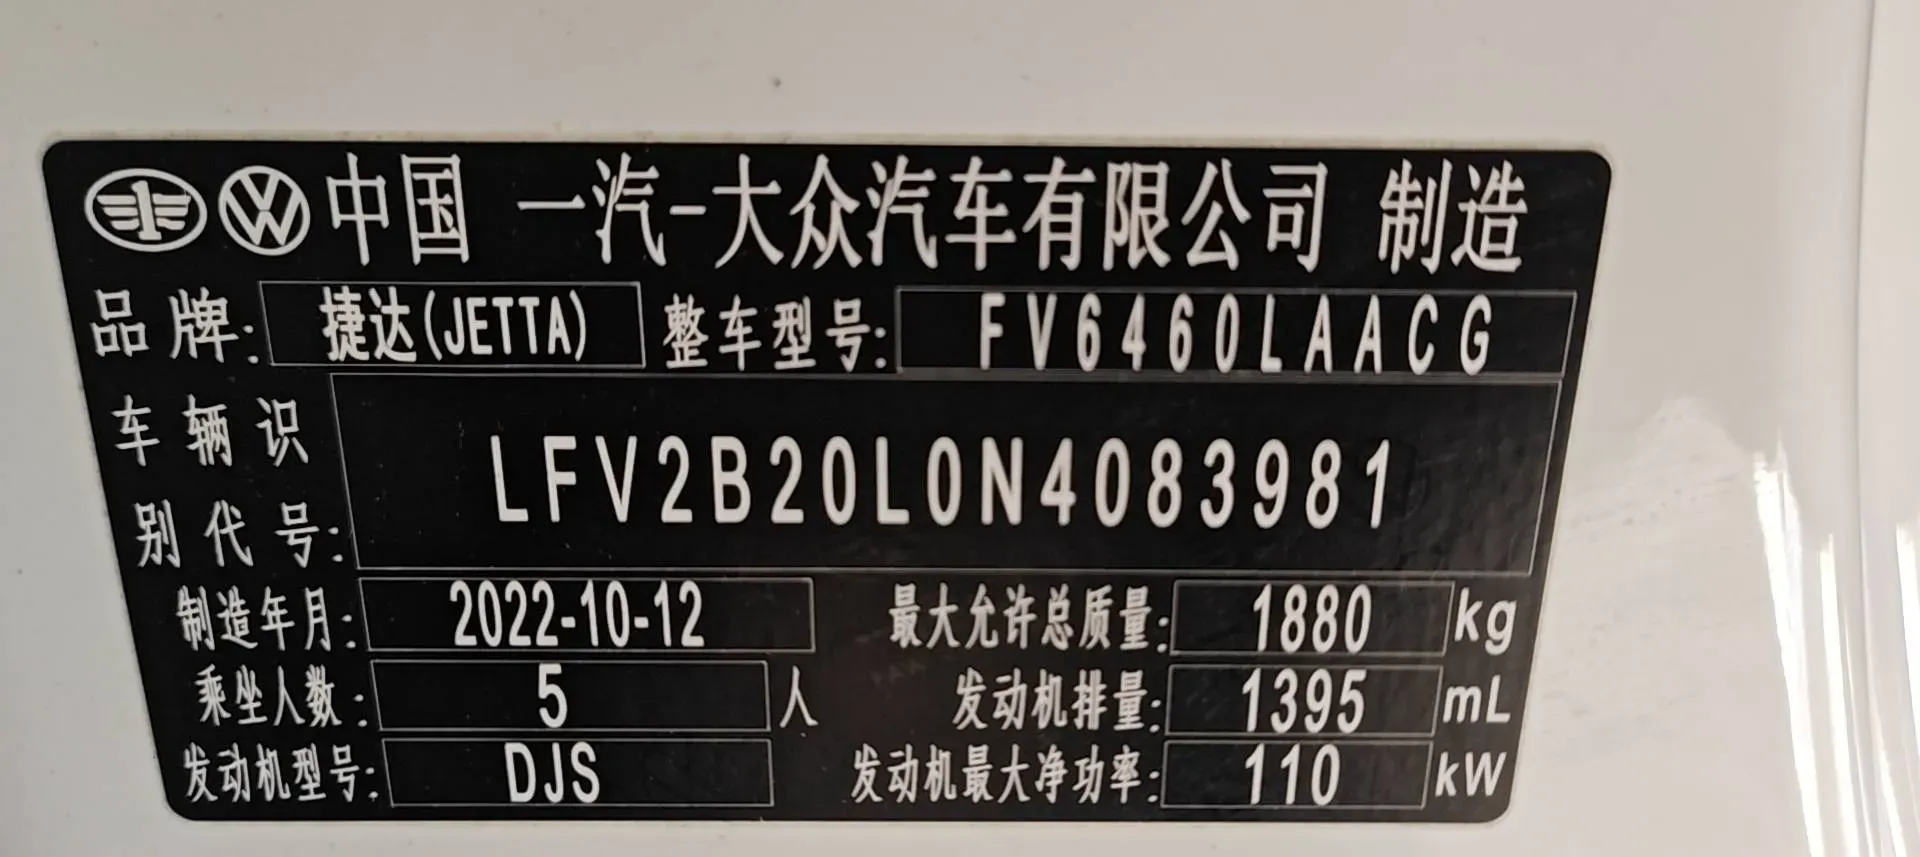 中国 一汽-大众汽车有限公司 制造
品牌: 捷达(JETTA) 整车型号: FV6460LAACG
车辆识别代号: LFV2B20L0N4083981
制造年月: 2022-10-12 最大允许总质量: 1880 kg
乘坐人数: 5 人 发动机排量: 1395 mL
发动机型号: DJS 发动机最大净功率: 110 kW